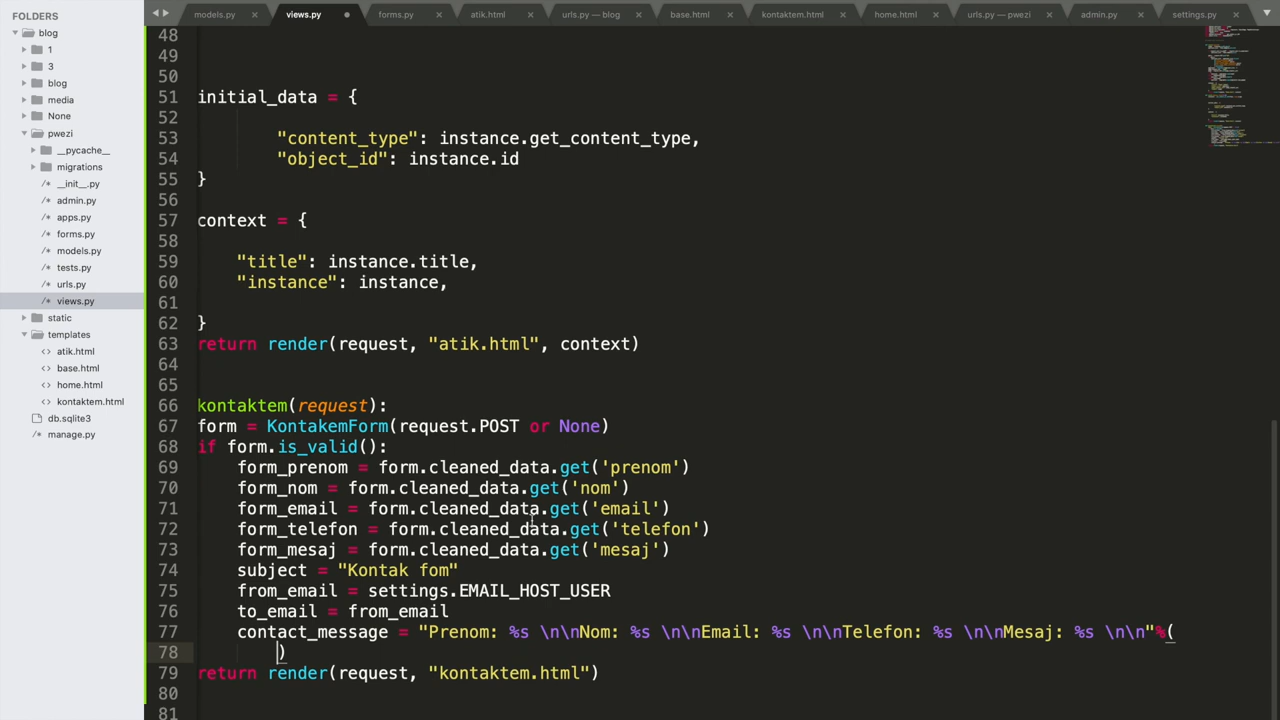 models.py views.py forms.py atik.html urls.py — blog base.html kontaktem.html home.html urls.py — pwezi admin.py settings.py
FOLDERS
blog
1
3
blog
media
None
pwezi
__pycache__
migrations
/* __init__.py
/* admin.py
/* apps.py
/* forms.py
/* models.py
/* tests.py
/* urls.py
/* views.py
static
templates
<> atik.html
<> base.html
<> home.html
<> kontaktem.html
db.sqlite3
manage.py
48
49
50
51 initial_data = {
52
53 "content_type": instance.get_content_type,
54 "object_id": instance.id
55 }
56
57 context = {
58
59 "title": instance.title,
60 "instance": instance,
61
62 }
63 return render(request, "atik.html", context)
64
65
66 kontaktem(request):
67 form = KontakemForm(request.POST or None)
68 if form.is_valid():
69 form_prenom = form.cleaned_data.get('prenom')
70 form_nom = form.cleaned_data.get('nom')
71 form_email = form.cleaned_data.get('email')
72 form_telefon = form.cleaned_data.get('telefon')
73 form_mesaj = form.cleaned_data.get('mesaj')
74 subject = "Kontak fom"
75 from_email = settings.EMAIL_HOST_USER
76 to_email = from_email
77 contact_message = "Prenom: %s \n\nNom: %s \n\nEmail: %s \n\nTelefon: %s \n\nMesaj: %s \n\n"%(
78 )
79 return render(request, "kontaktem.html")
80
81